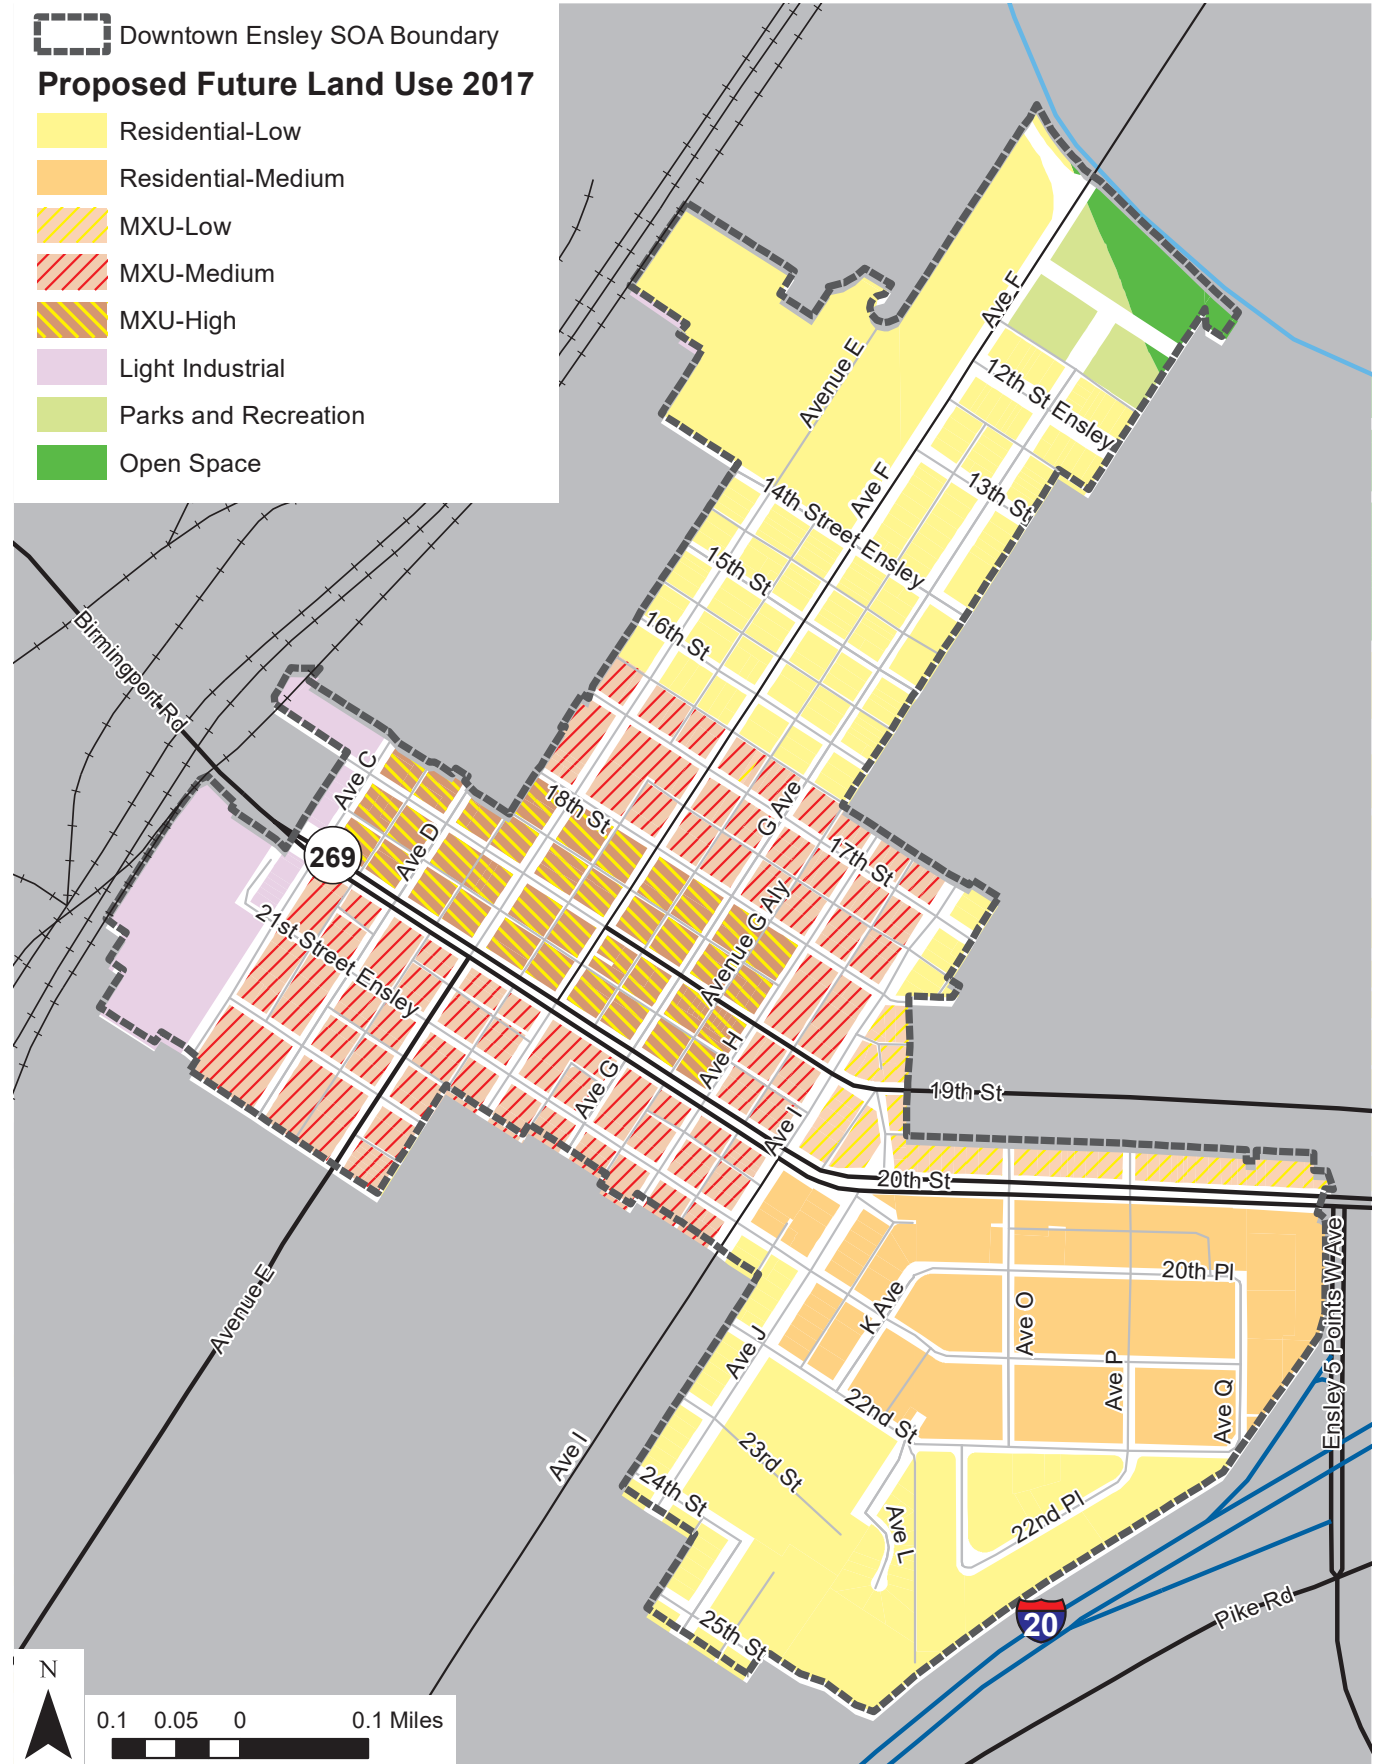 Downtown Ensley SOA Boundary
Proposed Future Land Use 2017
Residential-Low
Residential-Medium
MXU-Low
MXU-Medium
MXU-High
Light Industrial
Parks and Recreation
Open Space
Ave F
Avenue E
12th St Ensley
Ave F
13th St
14th Street Ensley
15th St
16th St
Birmingport Rd
Ave C
18th St
G Ave
17th St
Ave D
269
Avenue G Aly
21st Street Ensley
Ave H
Ave G
19th St
Ave I
20th St
Avenue E
20th Pl
K Ave
Ave O
Ave J
Ave P
Ave Q
Ensley 5 Points W Ave
22nd St
Ave I
23rd St
24th St
22nd Pl
Ave L
25th St
20
Pike Rd
N
0.1 0.05 0 0.1 Miles